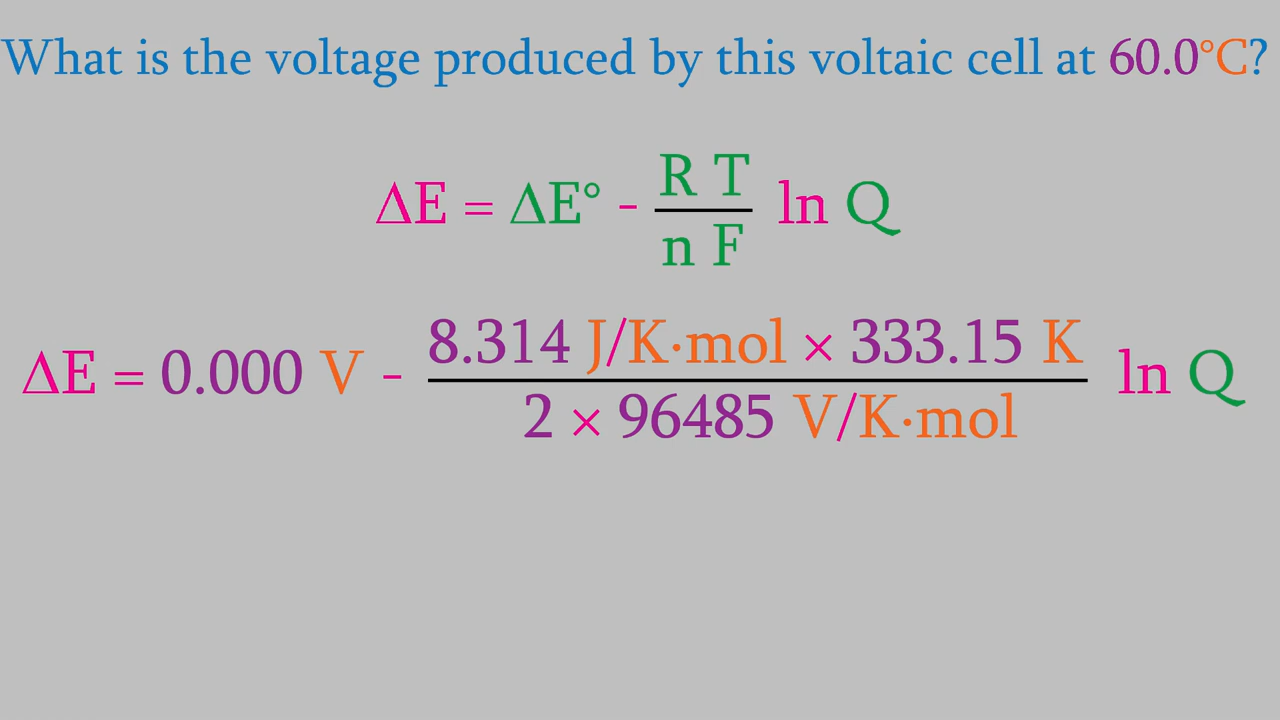 What is the voltage produced by this voltaic cell at 60.0°C?
ΔE = ΔE° - R T / n F ln Q
ΔE = 0.000 V - 8.314 J/K·mol × 333.15 K / 2 × 96485 V/K·mol ln Q